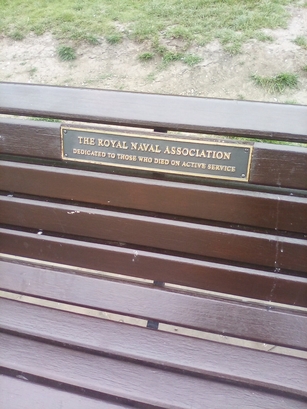 THE ROYAL NAVAL ASSOCIATION
DEDICATED TO THOSE WHO DIED ON ACTIVE SERVICE